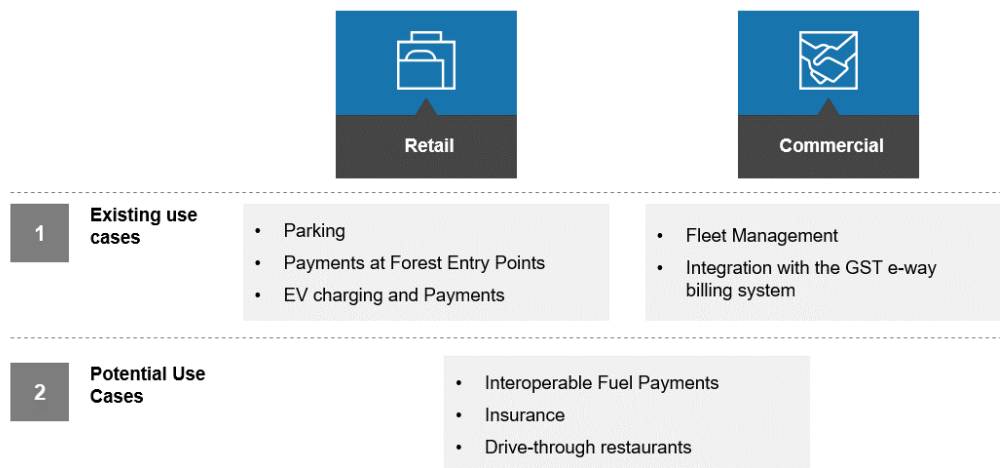 Retail
Commercial
1
Existing use
cases
• Parking
• Payments at Forest Entry Points
• EV charging and Payments
• Fleet Management
• Integration with the GST e-way
billing system
2
Potential Use
Cases
• Interoperable Fuel Payments
• Insurance
• Drive-through restaurants